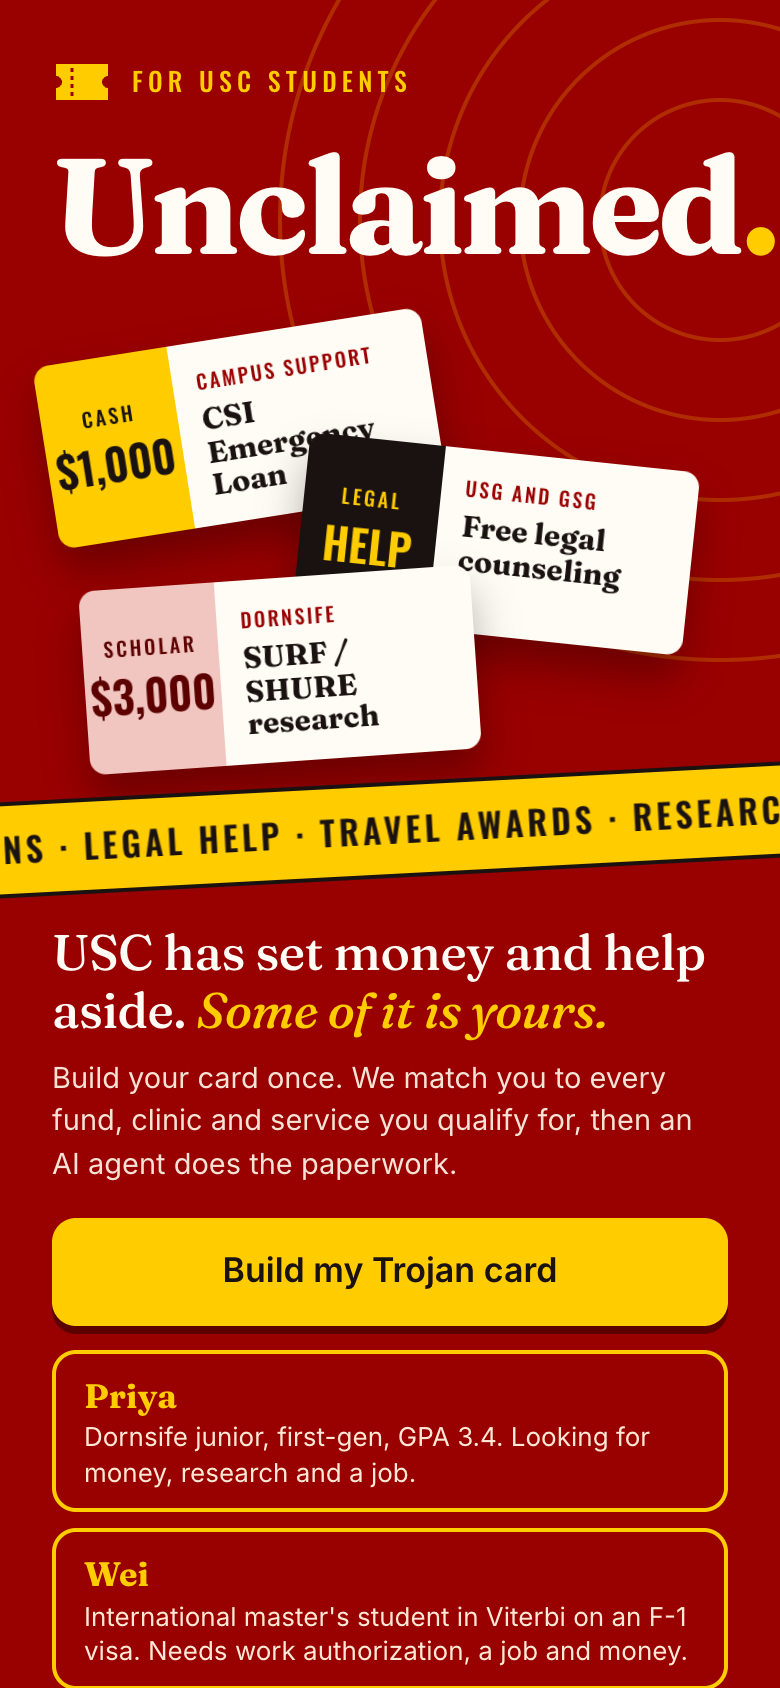 FOR USC STUDENTS
Unclaimed.
CASH
$1,000
CAMPUS SUPPORT
CSI
Emergency
Loan
LEGAL
HELP
USG AND GSG
Free legal
counseling
SCHOLAR
$3,000
DORNSIFE
SURF /
SHURE
research
NS · LEGAL HELP · TRAVEL AWARDS · RESEARC
USC has set money and help
aside. Some of it is yours.
Build your card once. We match you to every
fund, clinic and service you qualify for, then an
AI agent does the paperwork.
Build my Trojan card
Priya
Dornsife junior, first-gen, GPA 3.4. Looking for
money, research and a job.
Wei
International master's student in Viterbi on an F-1
visa. Needs work authorization, a job and money.